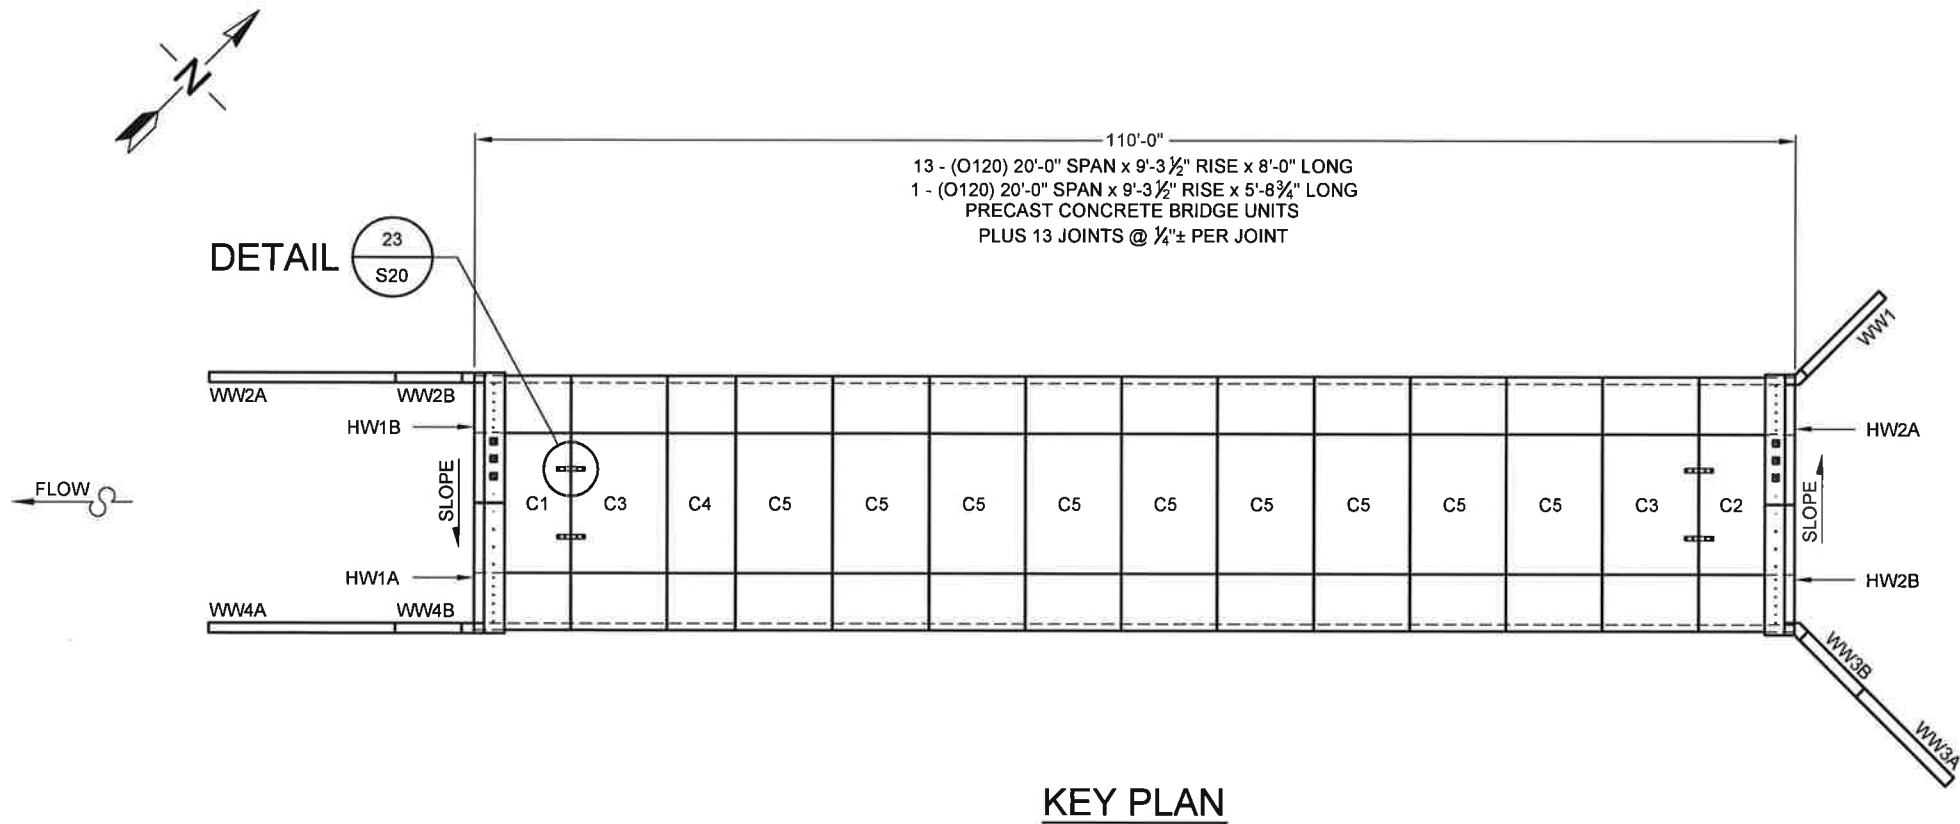 N
110'-0"
13 - (O120) 20'-0" SPAN x 9'-3½" RISE x 8'-0" LONG
1 - (O120) 20'-0" SPAN x 9'-3½" RISE x 5'-8¾" LONG
PRECAST CONCRETE BRIDGE UNITS
PLUS 13 JOINTS @ ¼"± PER JOINT
DETAIL
23
S20
WW1
WW2A
WW2B
HW1B
HW2A
FLOW
SLOPE
C1
C3
C4
C5
C5
C5
C5
C5
C5
C5
C5
C5
C3
C2
SLOPE
HW1A
HW2B
WW4A
WW4B
WW3B
WW3A
KEY PLAN